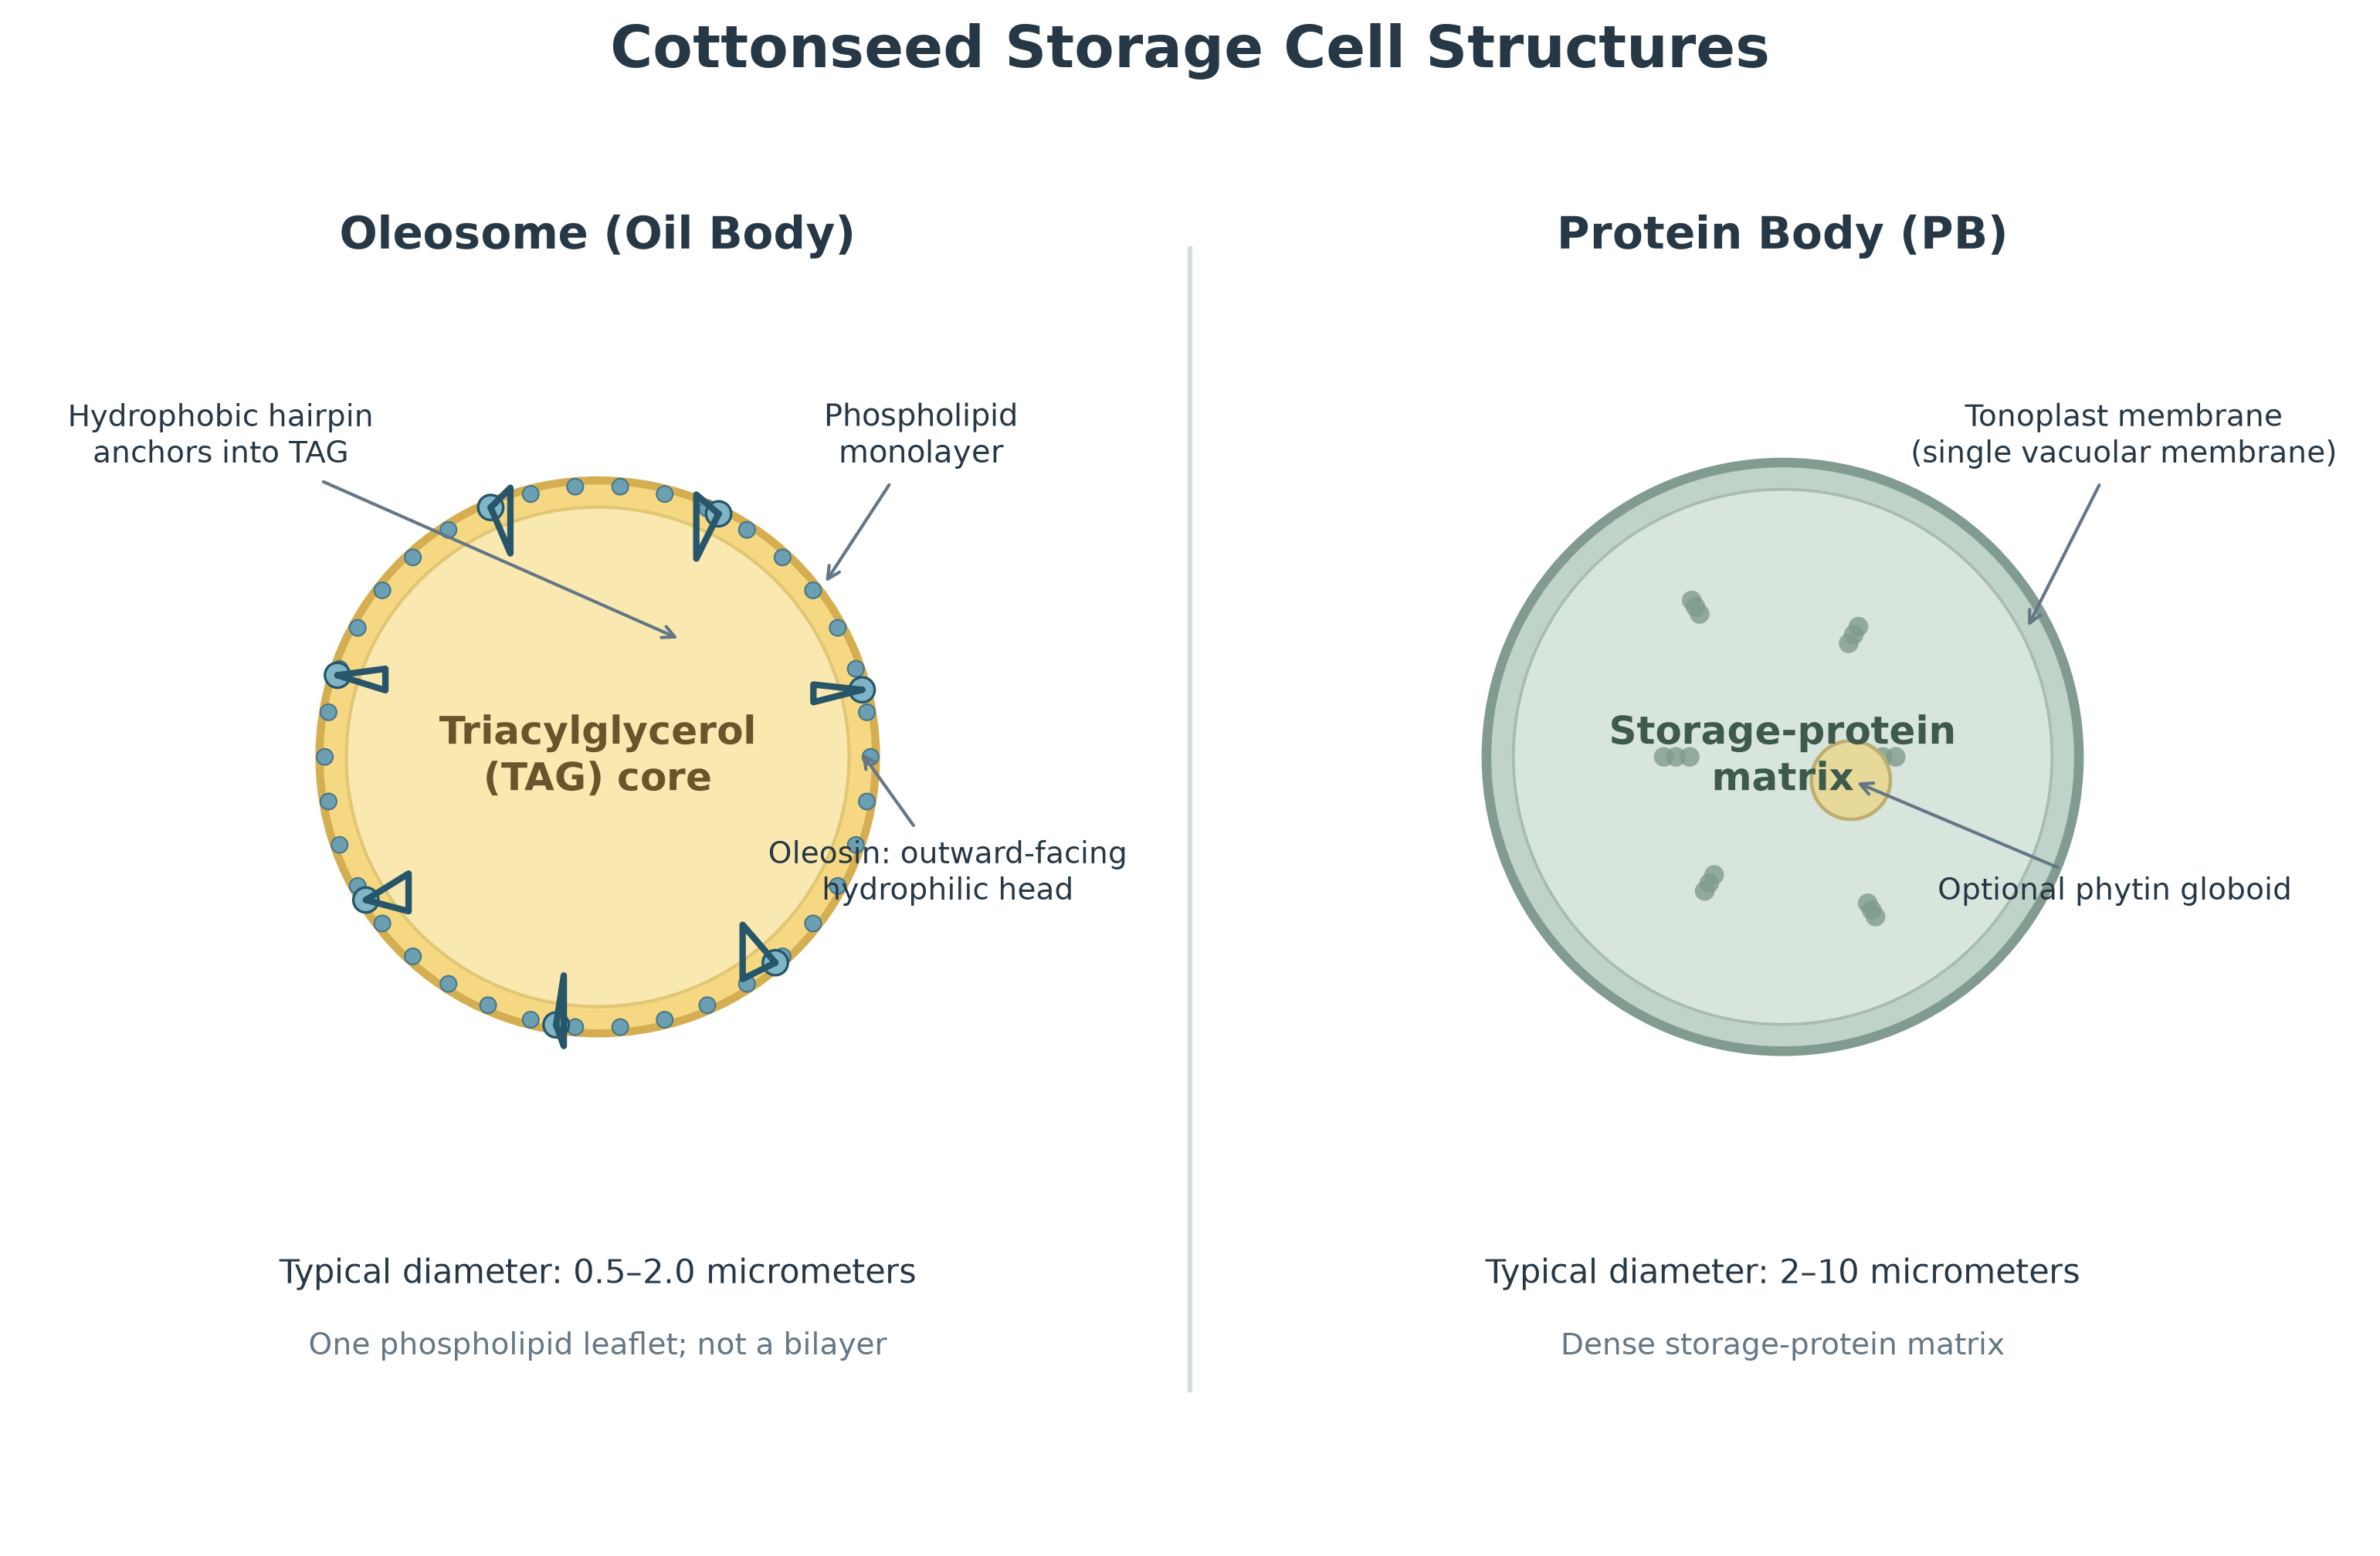 Cottonseed Storage Cell Structures
Oleosome (Oil Body)
Hydrophobic hairpin
anchors into TAG
Phospholipid
monolayer
Triacylglycerol
(TAG) core
Oleosin: outward-facing
hydrophilic head
Typical diameter: 0.5–2.0 micrometers
One phospholipid leaflet; not a bilayer
Protein Body (PB)
Tonoplast membrane
(single vacuolar membrane)
Storage-protein
matrix
Optional phytin globoid
Typical diameter: 2–10 micrometers
Dense storage-protein matrix